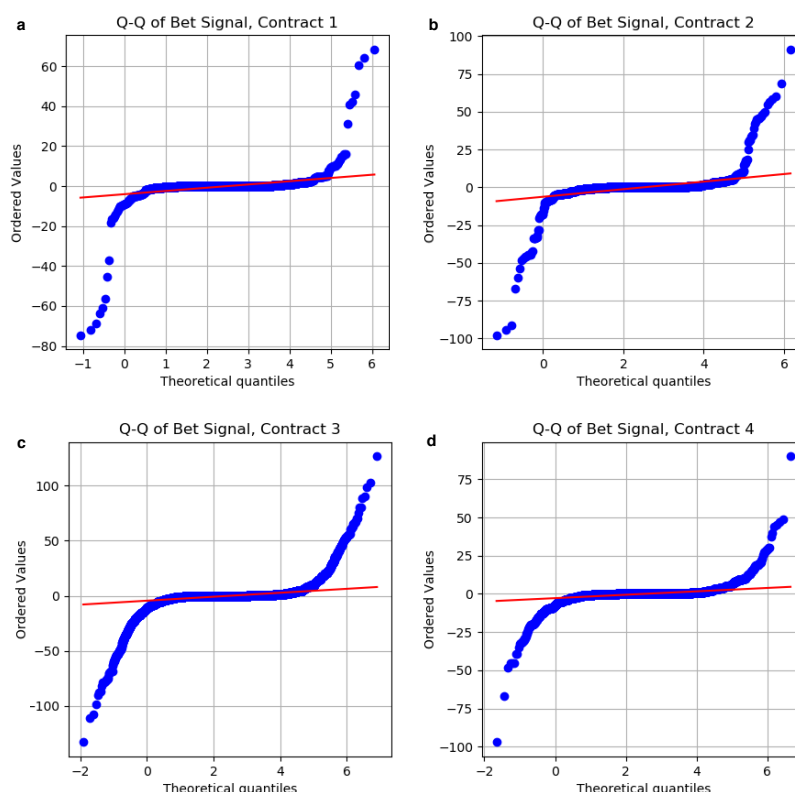 a
Q-Q of Bet Signal, Contract 1
Ordered Values
60
40
20
0
−20
−40
−60
−80
−1 0 1 2 3 4 5 6
Theoretical quantiles
b
Q-Q of Bet Signal, Contract 2
Ordered Values
100
75
50
25
0
−25
−50
−75
−100
0 2 4 6
Theoretical quantiles
c
Q-Q of Bet Signal, Contract 3
Ordered Values
100
50
0
−50
−100
−2 0 2 4 6
Theoretical quantiles
d
Q-Q of Bet Signal, Contract 4
Ordered Values
75
50
25
0
−25
−50
−75
−100
−2 0 2 4 6
Theoretical quantiles